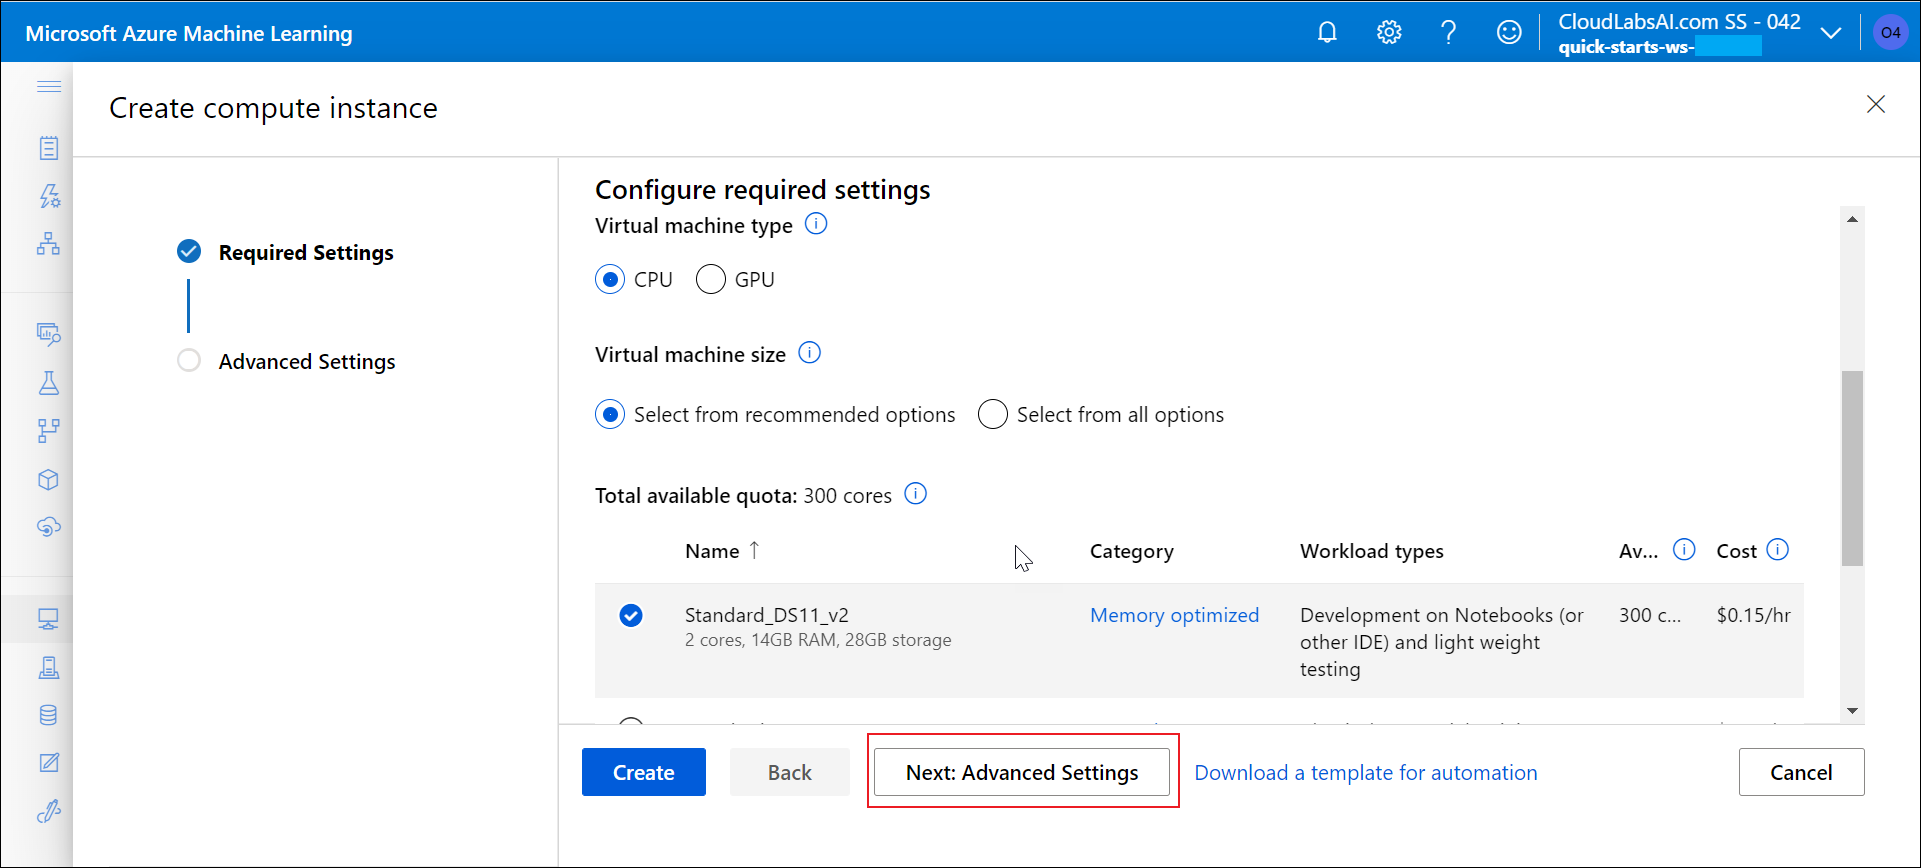 Microsoft Azure Machine Learning
CloudLabsAI.com SS - 042
quick-starts-ws-
O4
Create compute instance
Required Settings
Advanced Settings
Configure required settings
Virtual machine type
CPU GPU
Virtual machine size
Select from recommended options Select from all options
Total available quota: 300 cores
Name ↑ Category Workload types Av... Cost
Standard_DS11_v2 Memory optimized Development on Notebooks (or 300 c... $0.15/hr
2 cores, 14GB RAM, 28GB storage other IDE) and light weight
testing
Create Back Next: Advanced Settings Download a template for automation Cancel